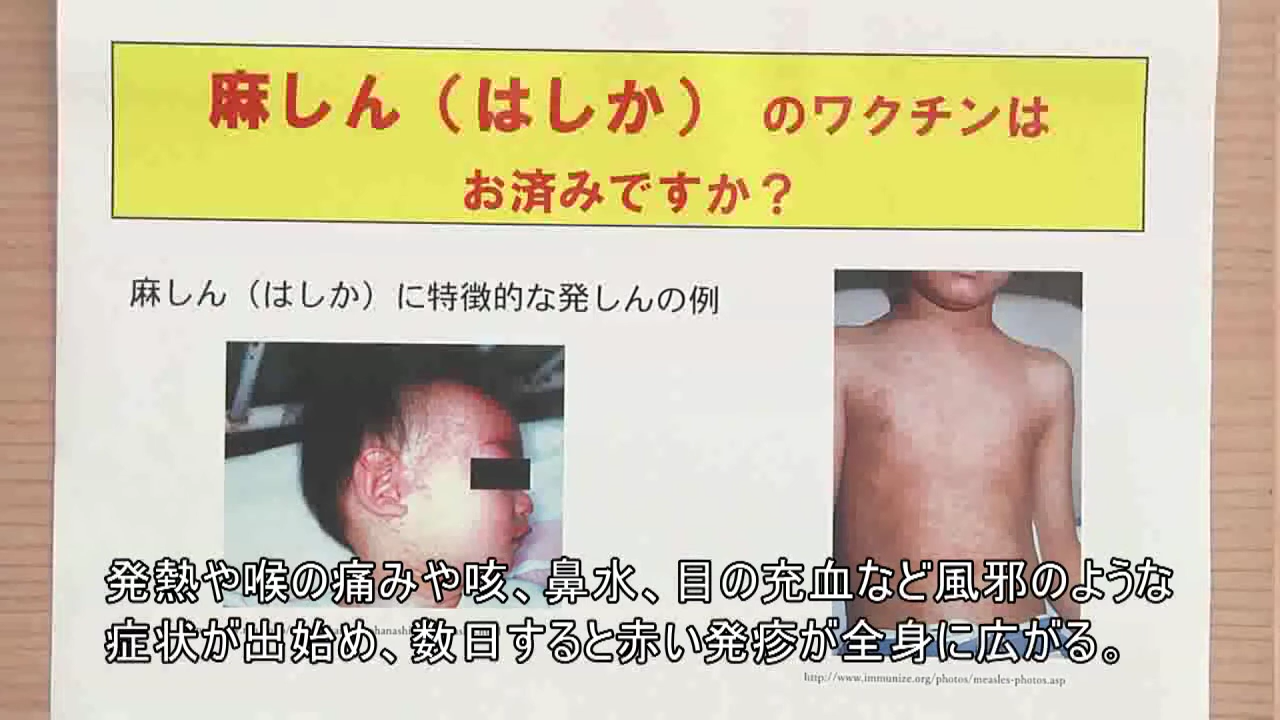 麻しん（はしか）のワクチンは
お済みですか？
麻しん（はしか）に特徴的な発しんの例
発熱や喉の痛みや咳、鼻水、目の充血など風邪のような
症状が出始め、数日すると赤い発疹が全身に広がる。
http://www.immunize.org/photos/measles-photos.asp